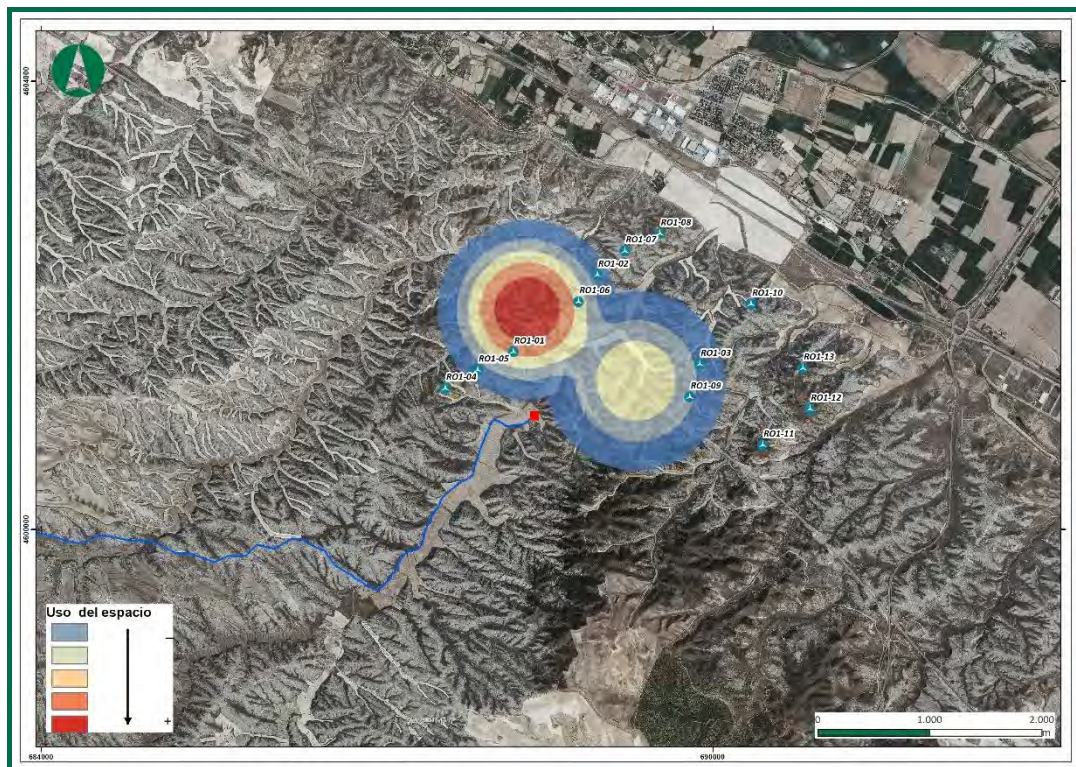 4604000
RO1-08
RO1-07
RO1-02
RO1-06
RO1-10
RO1-01
RO1-03
RO1-05
RO1-13
RO1-04
RO1-09
RO1-12
RO1-11
4600000
Uso del espacio
-
+
0 1.000 2.000
m
684000 690000